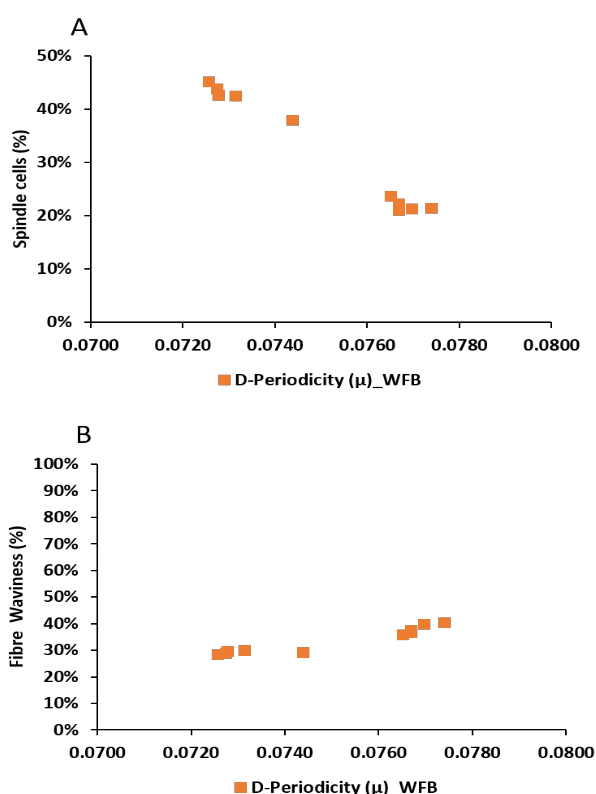 A
50%
40%
30%
20%
10%
0%
Spindle cells (%)
0.0700 0.0720 0.0740 0.0760 0.0780 0.0800
D-Periodicity (μ)_WFB
B
100%
90%
80%
70%
60%
50%
40%
30%
20%
10%
0%
Fibre Waviness (%)
0.0700 0.0720 0.0740 0.0760 0.0780 0.0800
D-Periodicity (μ)_WFB